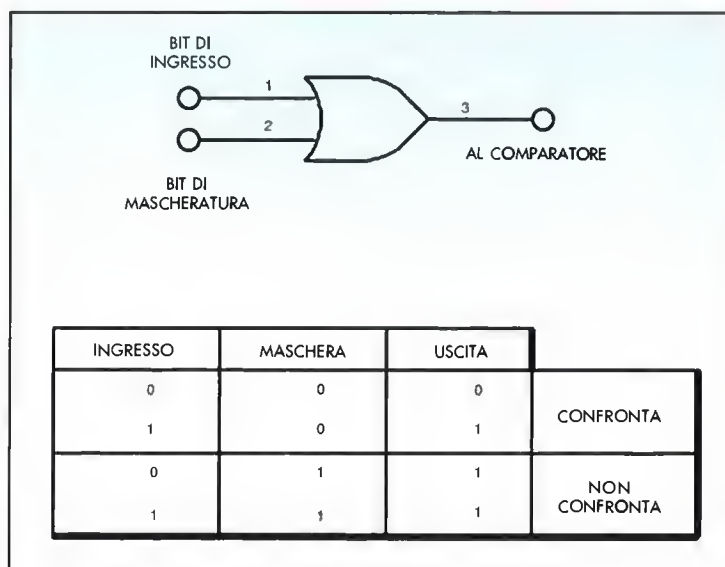 BIT DI
INGRESSO
1
2
3
AL COMPARATORE
BIT DI
MASCHERATURA
INGRESSO MASCHERA USCITA
0 0 0
CONFRONTA
1 0 1
0 1 1
NON
CONFRONTA
1 1 1